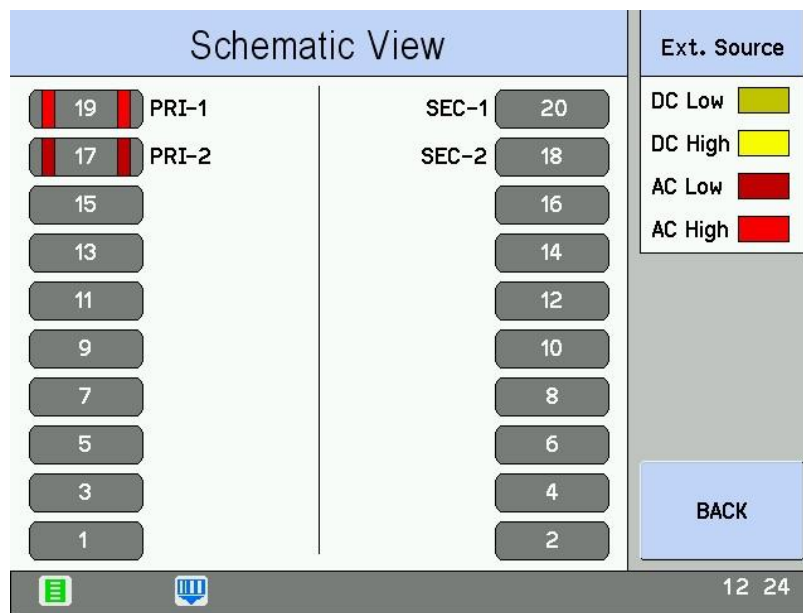 Schematic View
Ext. Source
19 PRI-1
SEC-1 20
DC Low
17 PRI-2
SEC-2 18
DC High
15
16
AC Low
13
14
AC High
11
12
9
10
7
8
5
6
3
4
BACK
1
2
12 24